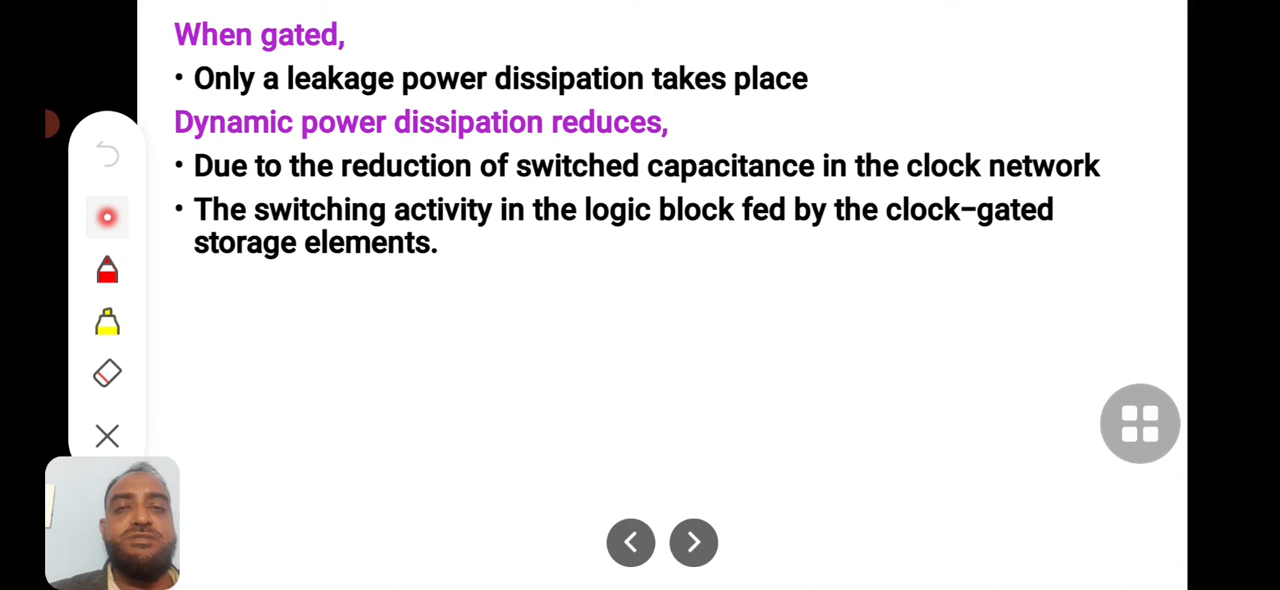 When gated,
• Only a leakage power dissipation takes place
Dynamic power dissipation reduces,
• Due to the reduction of switched capacitance in the clock network
• The switching activity in the logic block fed by the clock-gated
storage elements.